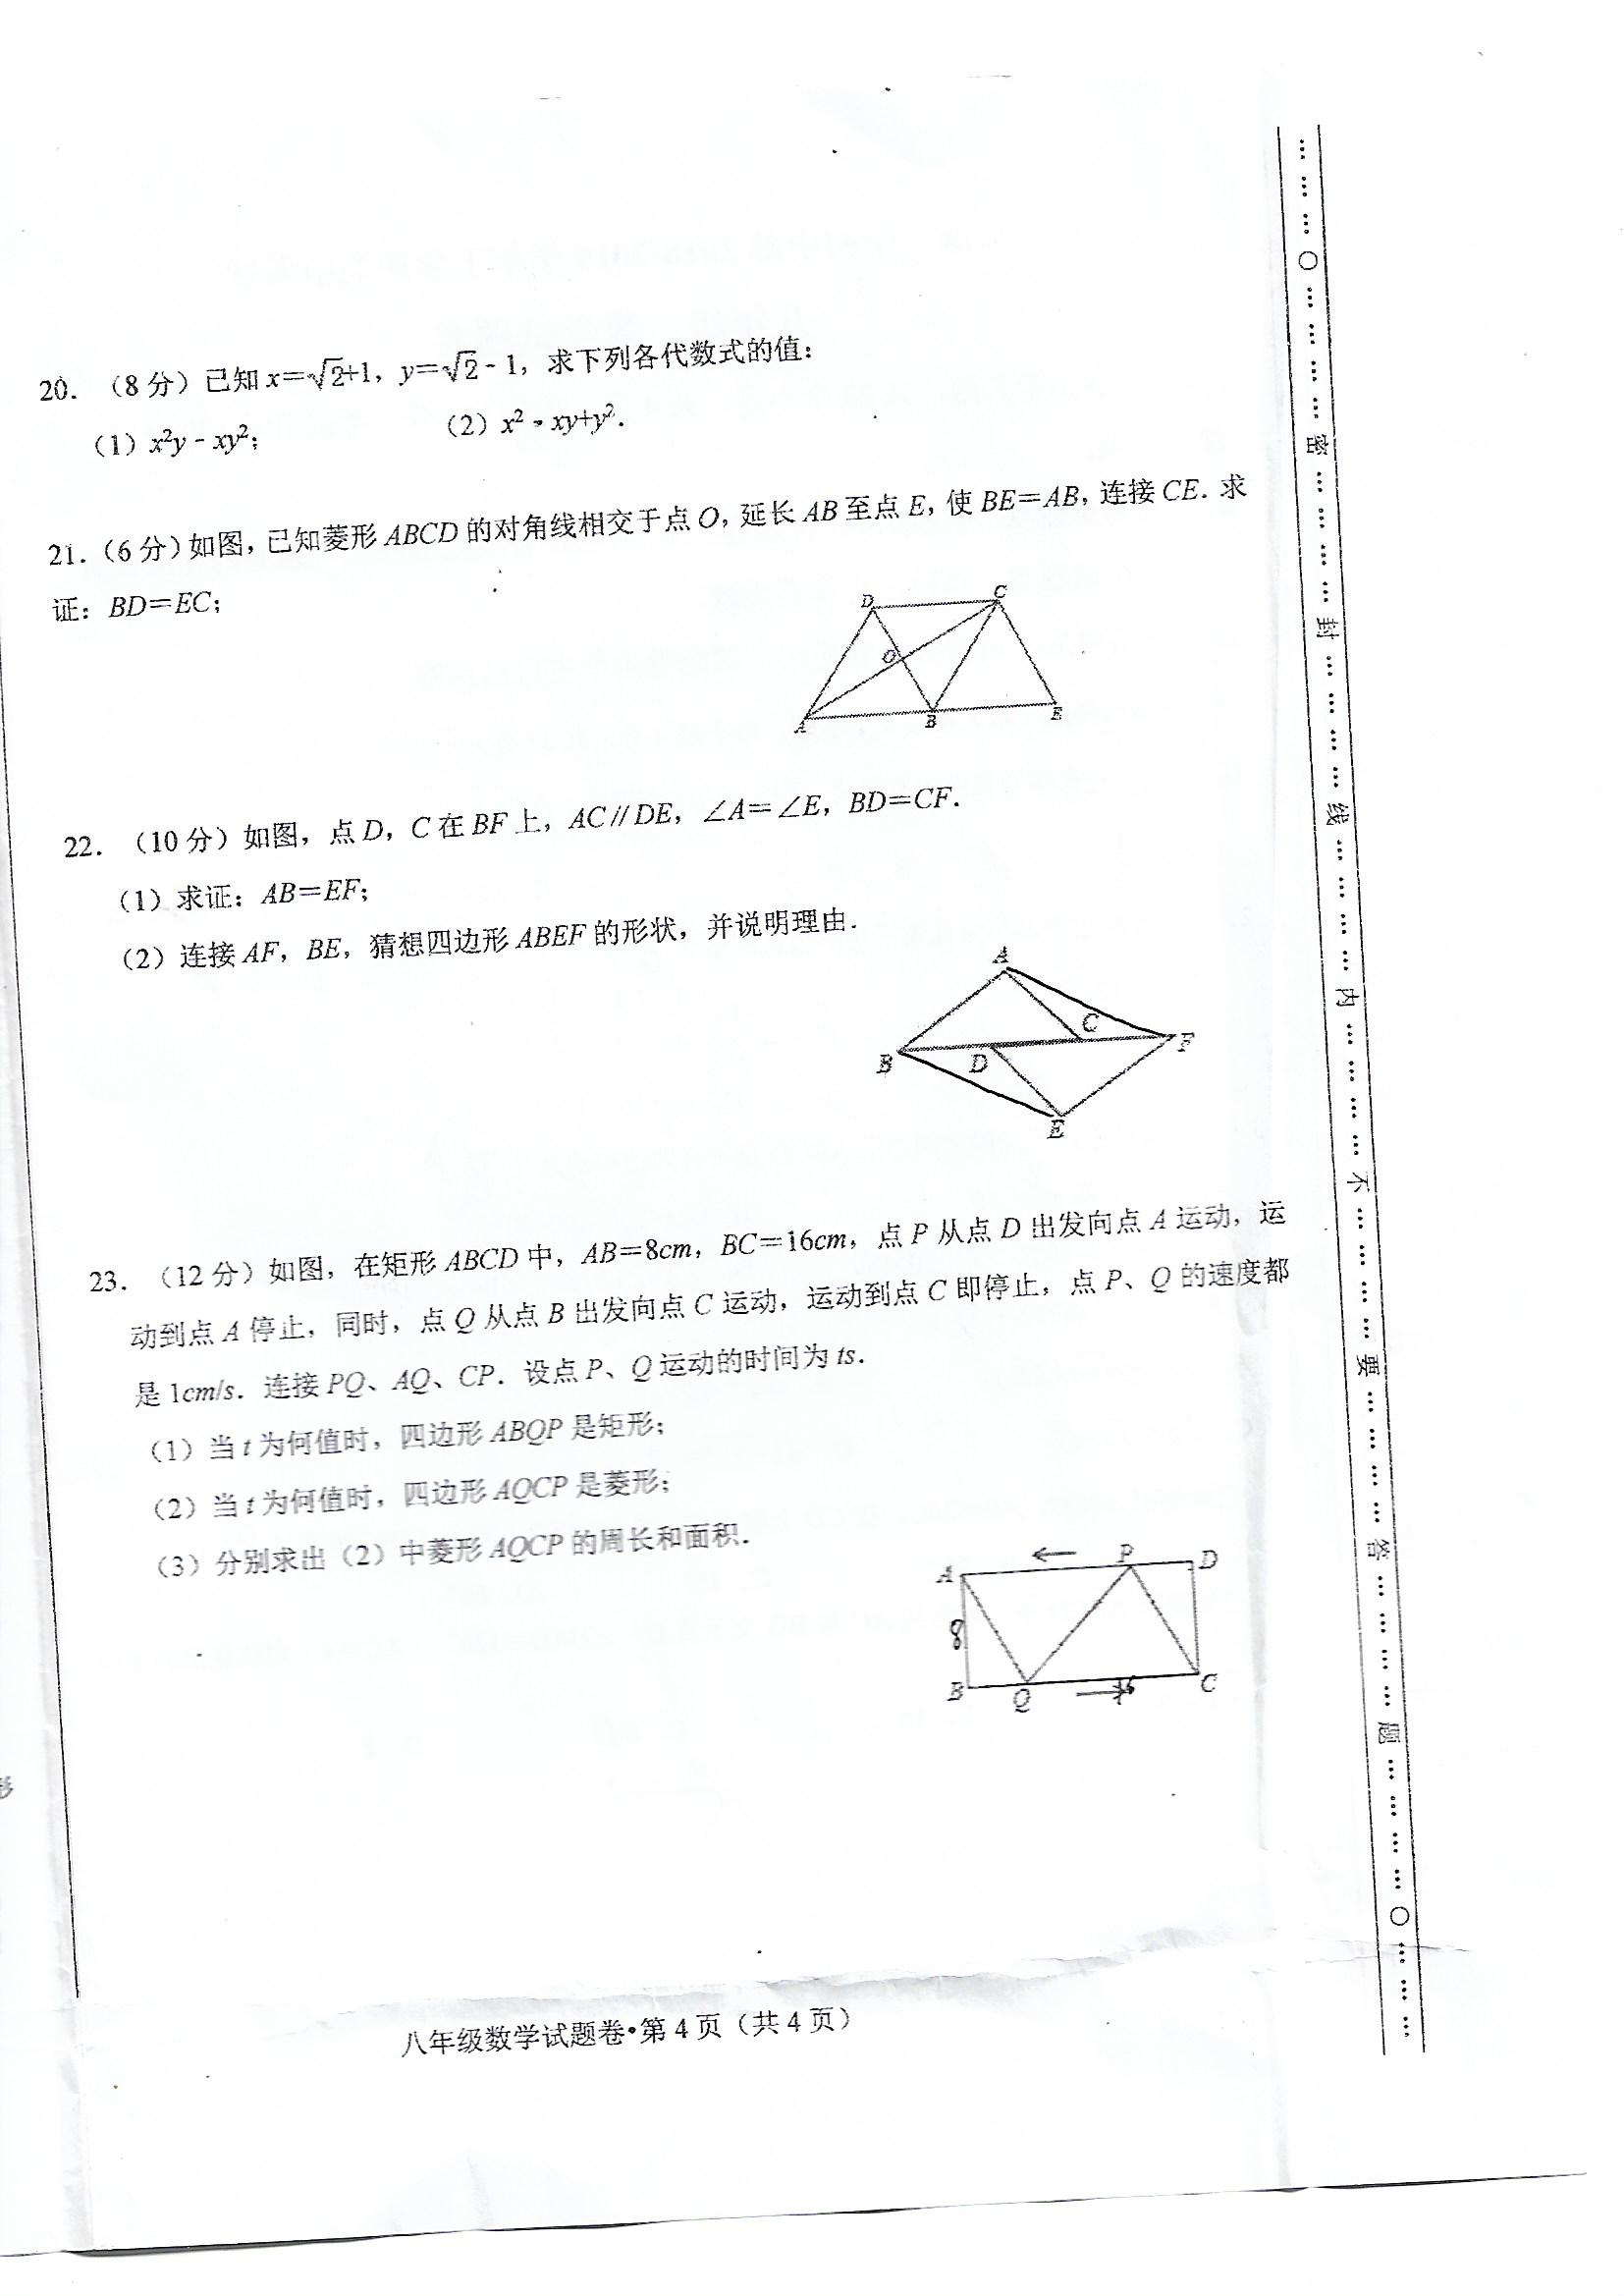 20. （8分）已知x=√2+1，y=√2-1，求下列各代数式的值：
（1）x²y-xy²； （2）x²-xy+y².
21.（6分）如图，已知菱形ABCD的对角线相交于点O，延长AB至点E，使BE=AB，连接CE．求
证：BD=EC；
D C
O
A B E
22. （10分）如图，点D，C在BF上，AC∥DE，∠A=∠E，BD=CF.
（1）求证：AB=EF；
（2）连接AF，BE，猜想四边形ABEF的形状，并说明理由.
A
C
B D F
E
23. （12分）如图，在矩形ABCD中，AB=8cm，BC=16cm，点P从点D出发向点A运动，运
动到点A停止，同时，点Q从点B出发向点C运动，运动到点C即停止，点P、Q的速度都
是1cm/s．连接PQ、AQ、CP．设点P、Q运动的时间为ts.
（1）当t为何值时，四边形ABQP是矩形；
（2）当t为何值时，四边形AQCP是菱形；
（3）分别求出（2）中菱形AQCP的周长和面积.
A ← P D
8
B Q → 16 C
八年级数学试题卷•第4页（共4页）
………○…………密…………封…………线…………内…………不…………要…………答…………题…………○………
形